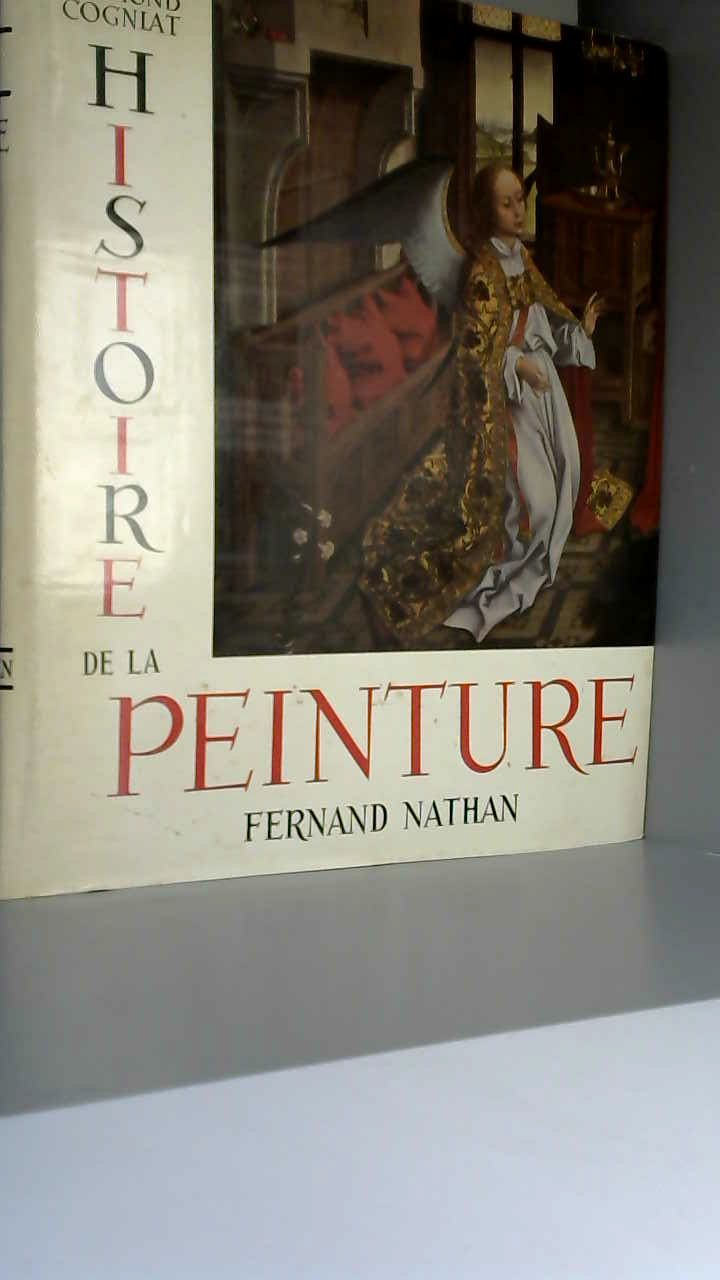 COGNIAT
HISTOIRE
DE LA
PEINTURE
FERNAND NATHAN